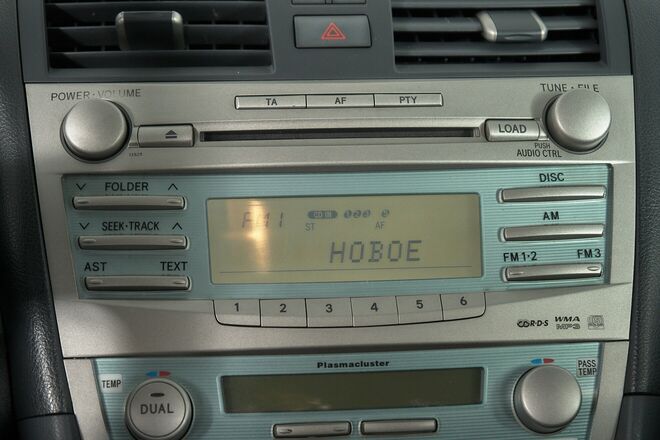 POWER·VOLUME
TUNE·FILE
TA AF PTY
LOAD
PUSH
AUDIO CTRL
FOLDER
DISC
SEEK·TRACK
AM
AST TEXT
FM1·2 FM3
FM1
CD IN
ST
AF
HOBOE
1 2 3 4 5 6
R·D·S
WMA
MP3
Plasmacluster
TEMP
PASS
TEMP
DUAL